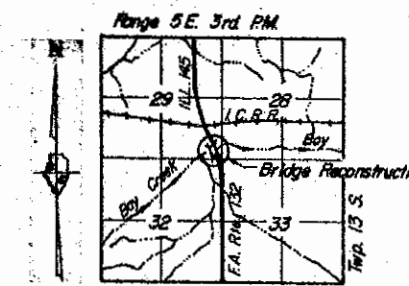 Range 5E. 3rd P.M.
N
ILL. 145
29
28
I.C.R.R.
Bay
Bridge Reconstructi
Bay Creek
32
33
F.A. Rte. 132
Twp. 13 S.